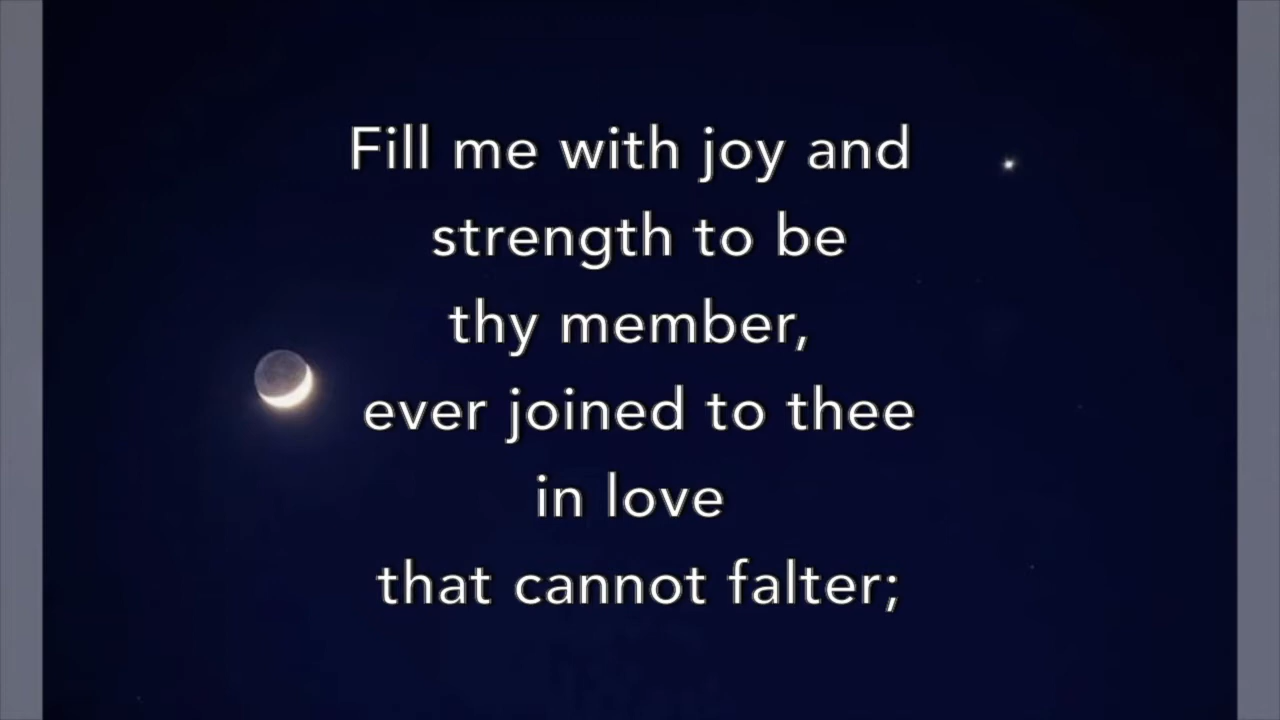 Fill me with joy and
strength to be
thy member,
ever joined to thee
in love
that cannot falter;